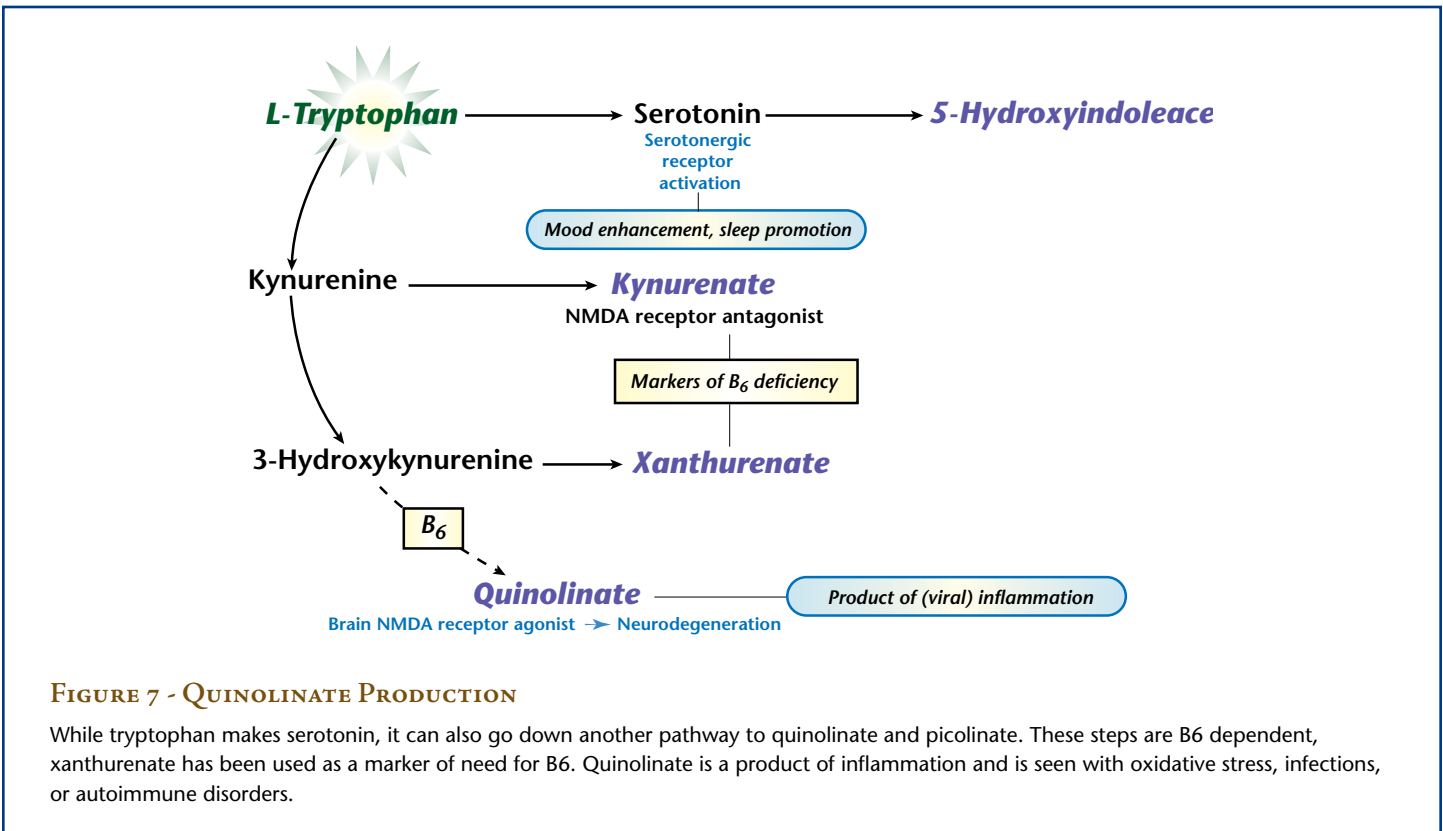 L-Tryptophan
Serotonin
5-Hydroxyindoleace
Serotonergic
receptor
activation
Mood enhancement, sleep promotion
Kynurenine
Kynurenate
NMDA receptor antagonist
Markers of B6 deficiency
3-Hydroxykynurenine
Xanthurenate
B6
Quinolinate
Product of (viral) inflammation
Brain NMDA receptor agonist
Neurodegeneration
Figure 7 - Quinolinate Production
While tryptophan makes serotonin, it can also go down another pathway to quinolinate and picolinate. These steps are B6 dependent,
xanthurenate has been used as a marker of need for B6. Quinolinate is a product of inflammation and is seen with oxidative stress, infections,
or autoimmune disorders.